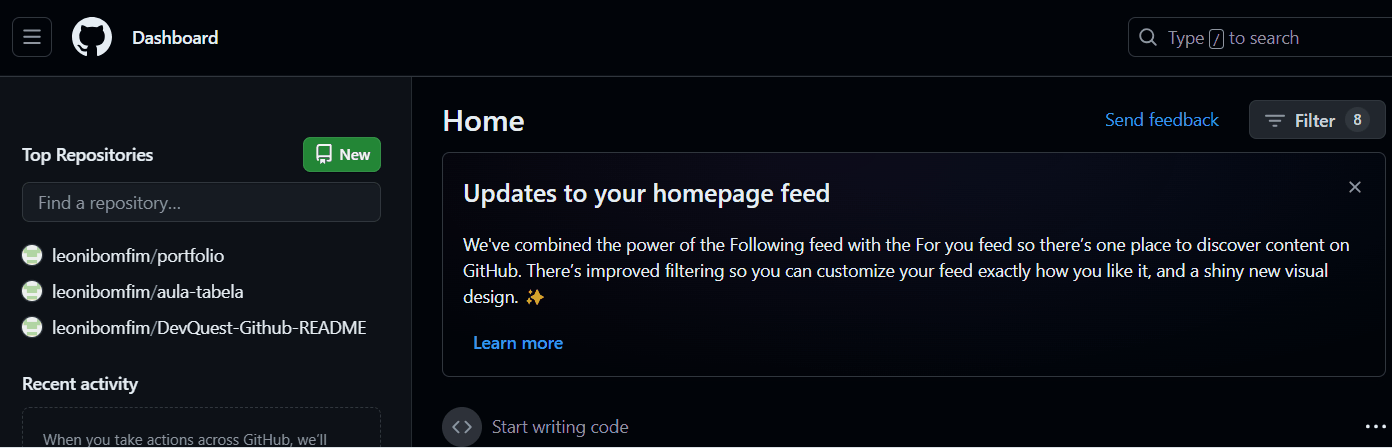 Dashboard
Type / to search
Top Repositories
New
Find a repository...
leonibomfim/portfolio
leonibomfim/aula-tabela
leonibomfim/DevQuest-Github-README
Recent activity
When you take actions across GitHub, we’ll
Home
Send feedback
Filter 8
Updates to your homepage feed
We've combined the power of the Following feed with the For you feed so there’s one place to discover content on
GitHub. There’s improved filtering so you can customize your feed exactly how you like it, and a shiny new visual
design. ✨
Learn more
Start writing code